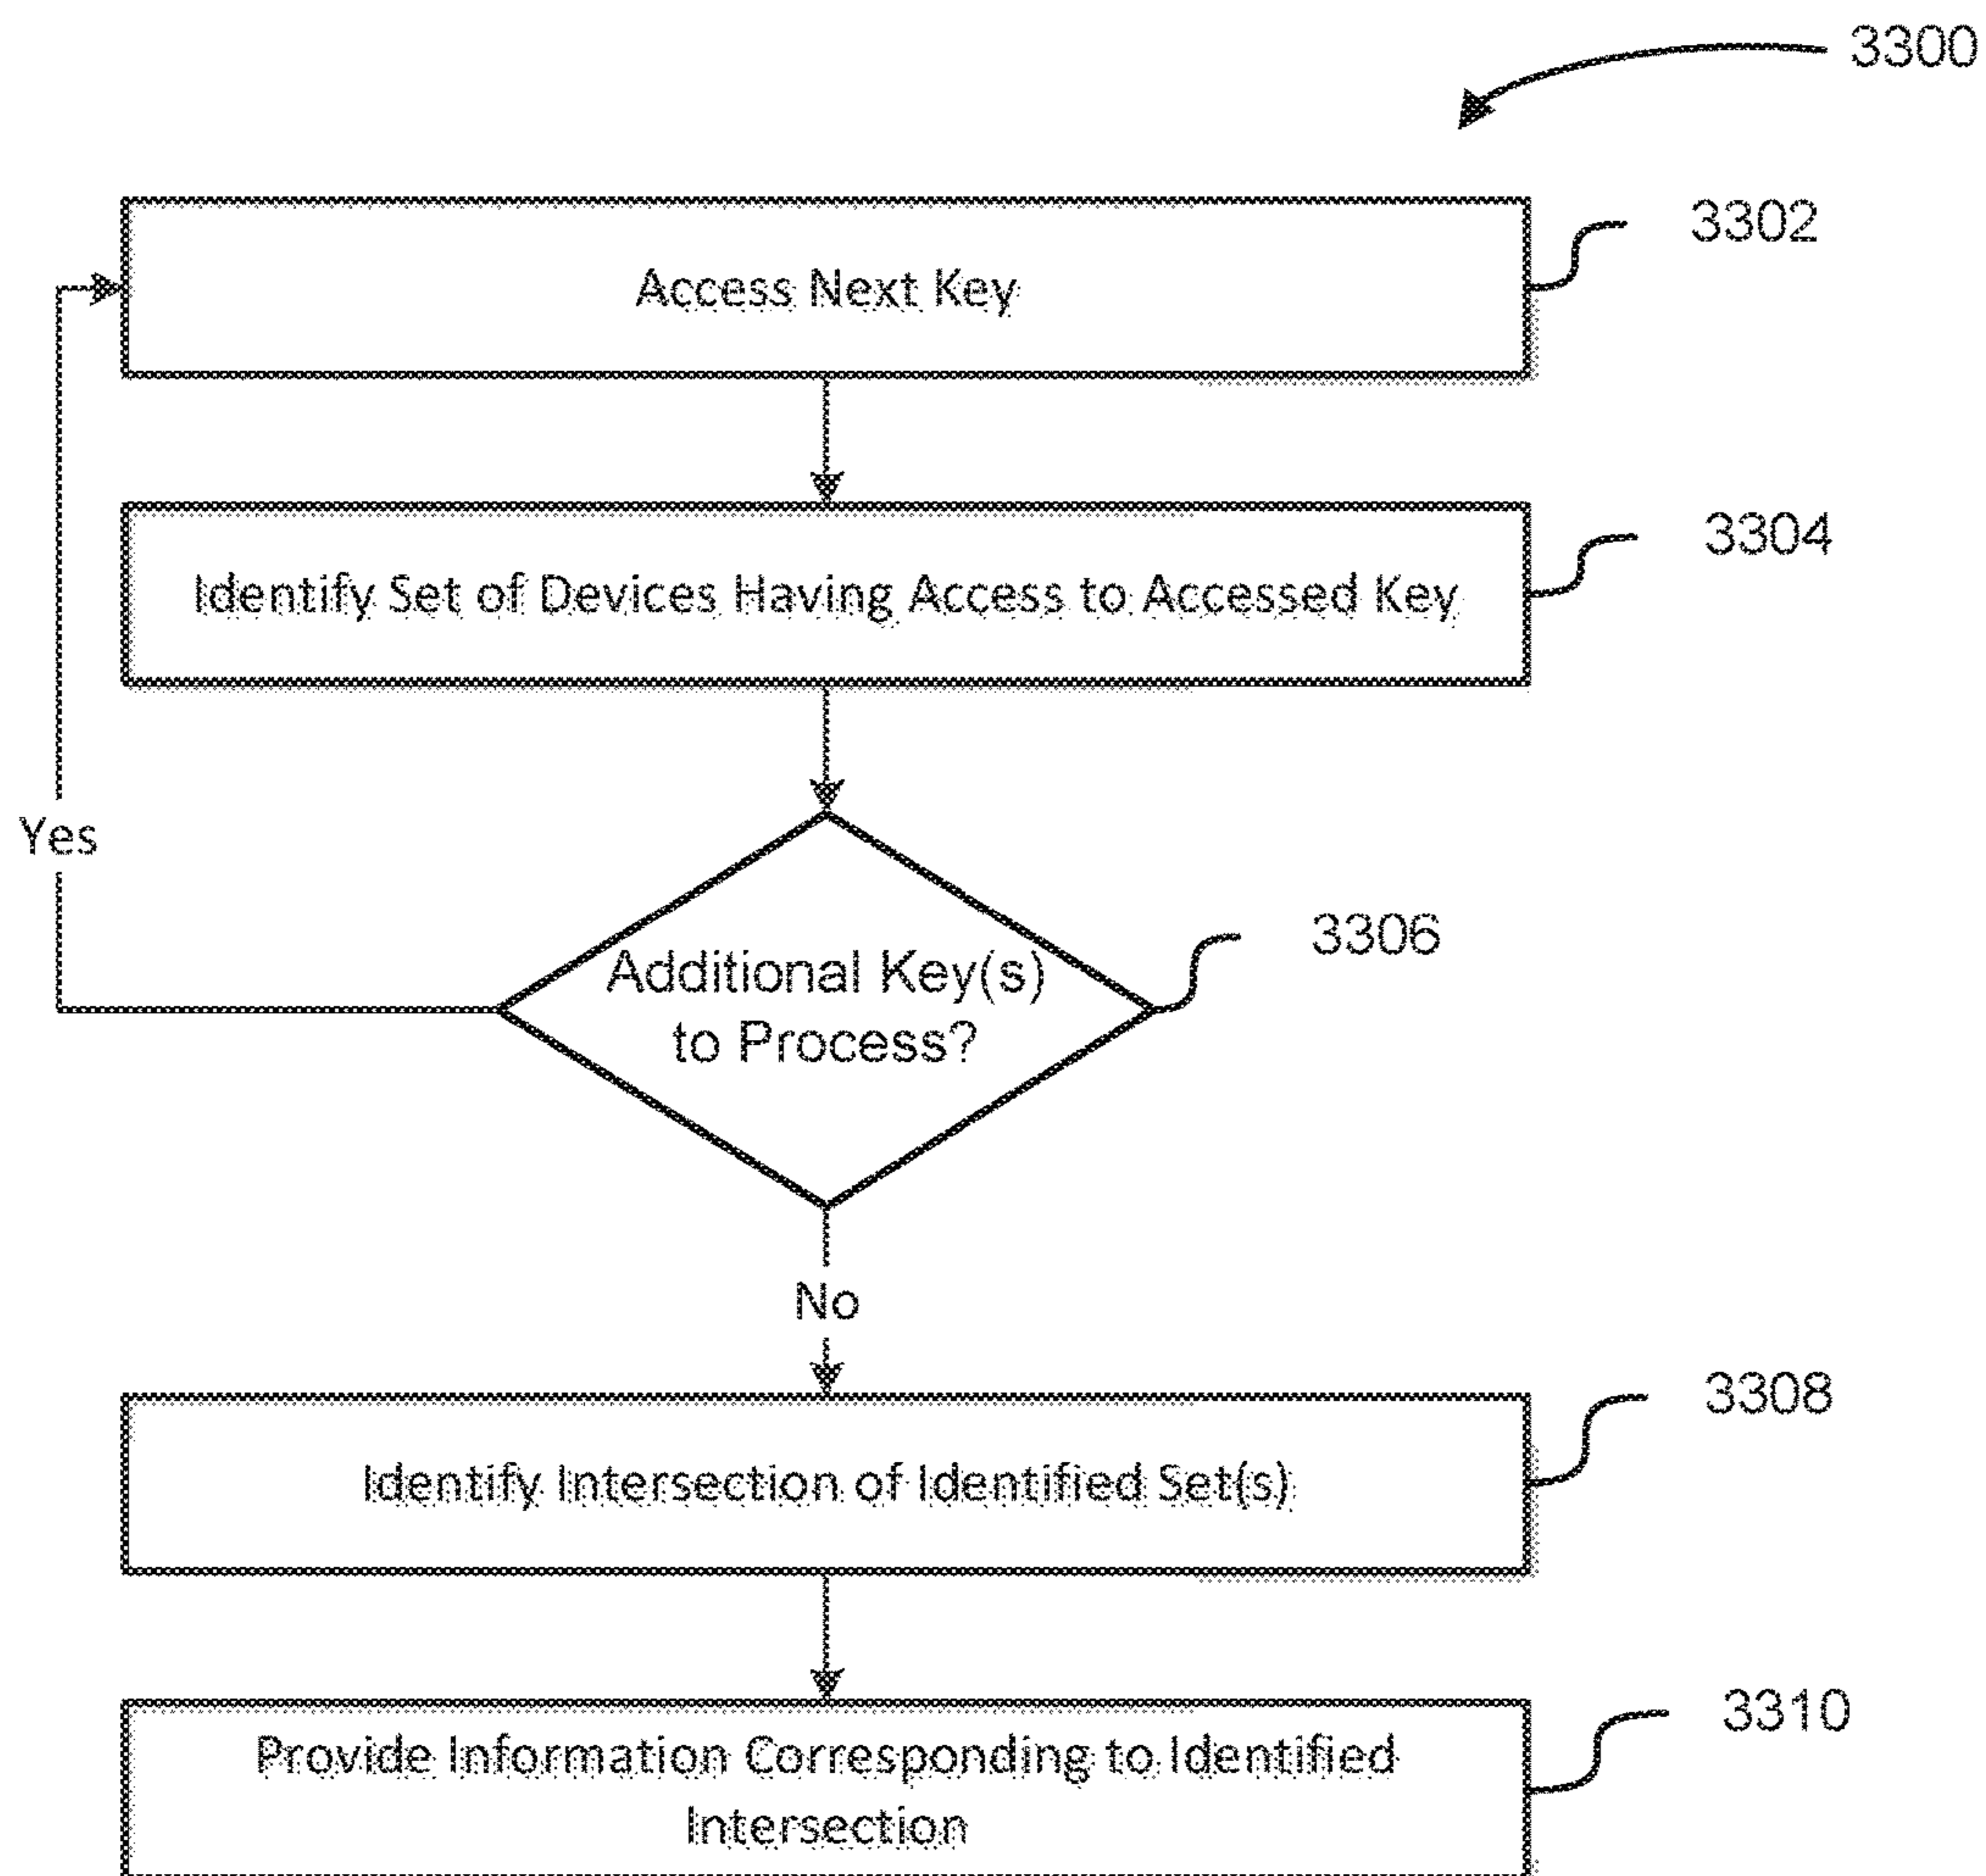 3300
Access Next Key
3302
Identify Set of Devices Having Access to Accessed Key
3304
Yes
Additional Key(s)
to Process?
3306
No
Identify Intersection of Identified Set(s)
3308
Provide Information Corresponding to Identified
Intersection
3310